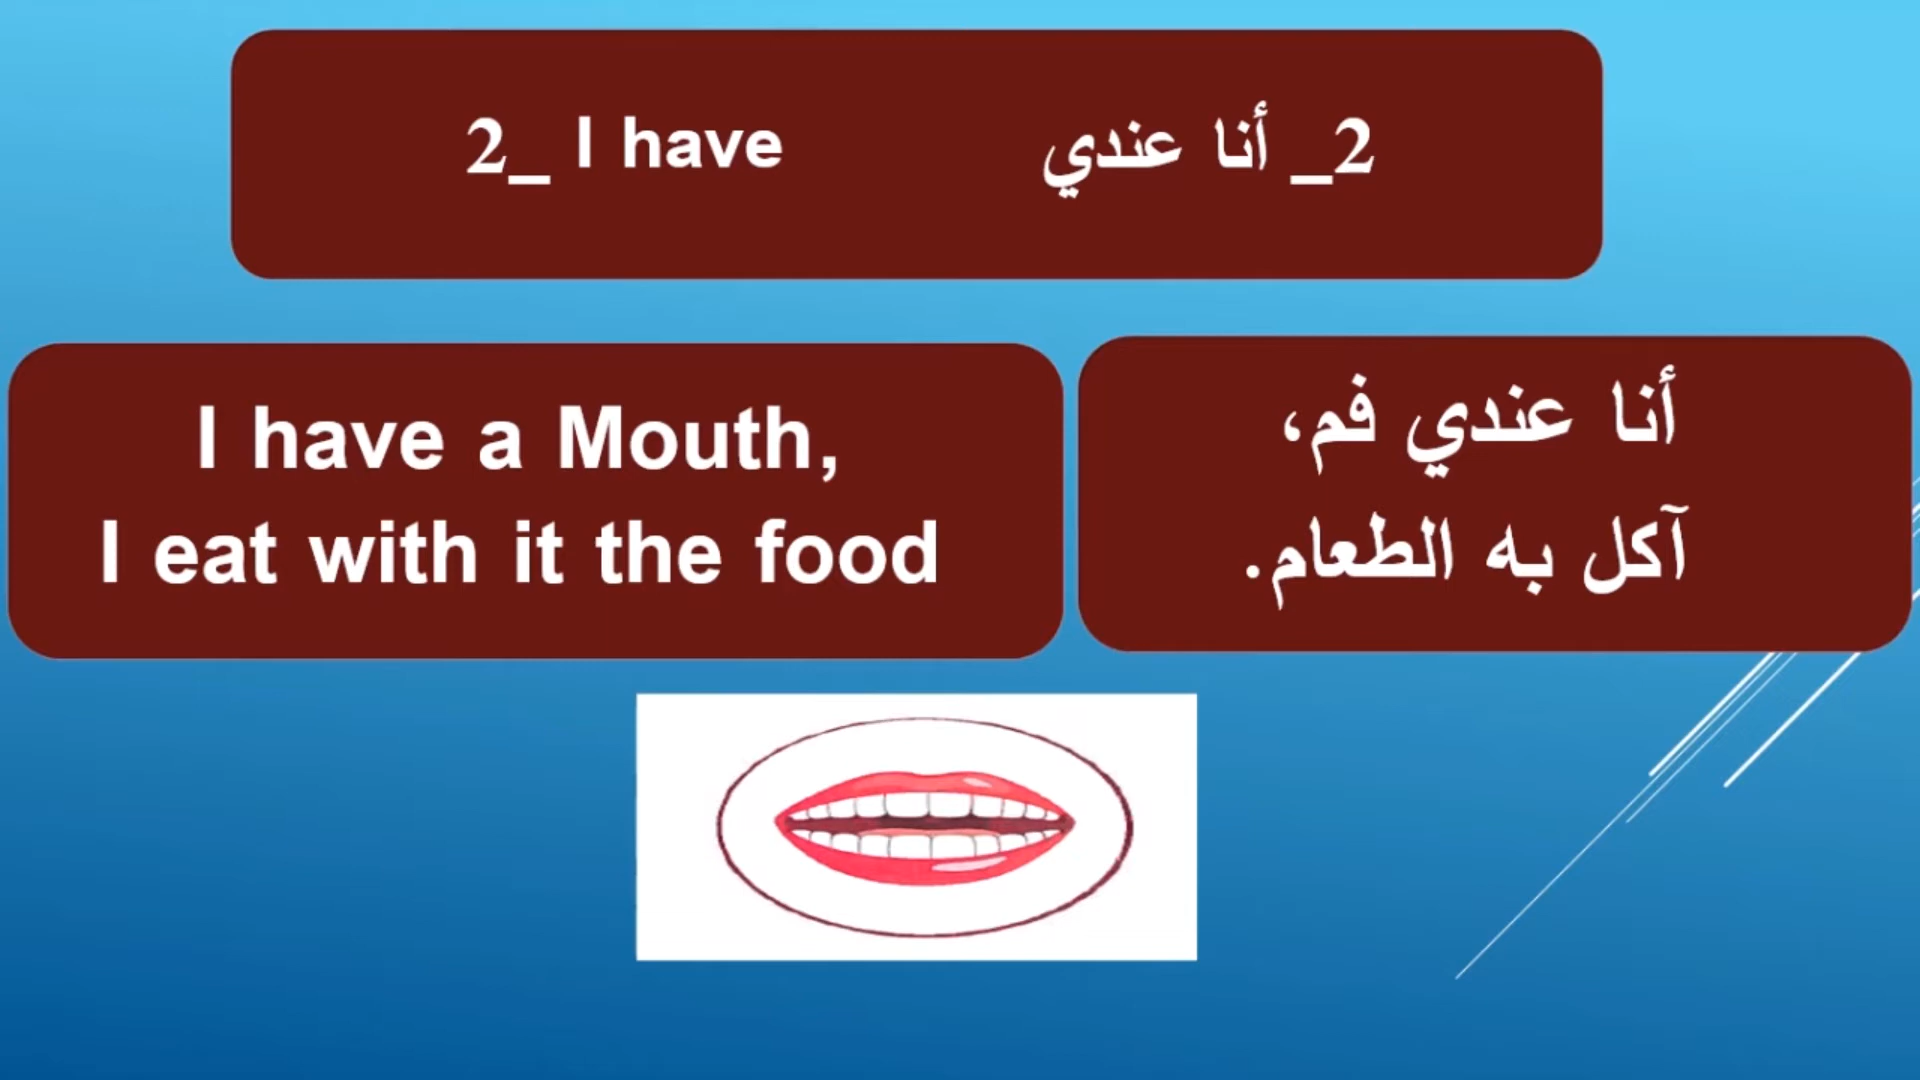 2_ I have
2_ أنا عندي
I have a Mouth,
I eat with it the food
أنا عندي فم،
آكل به الطعام.